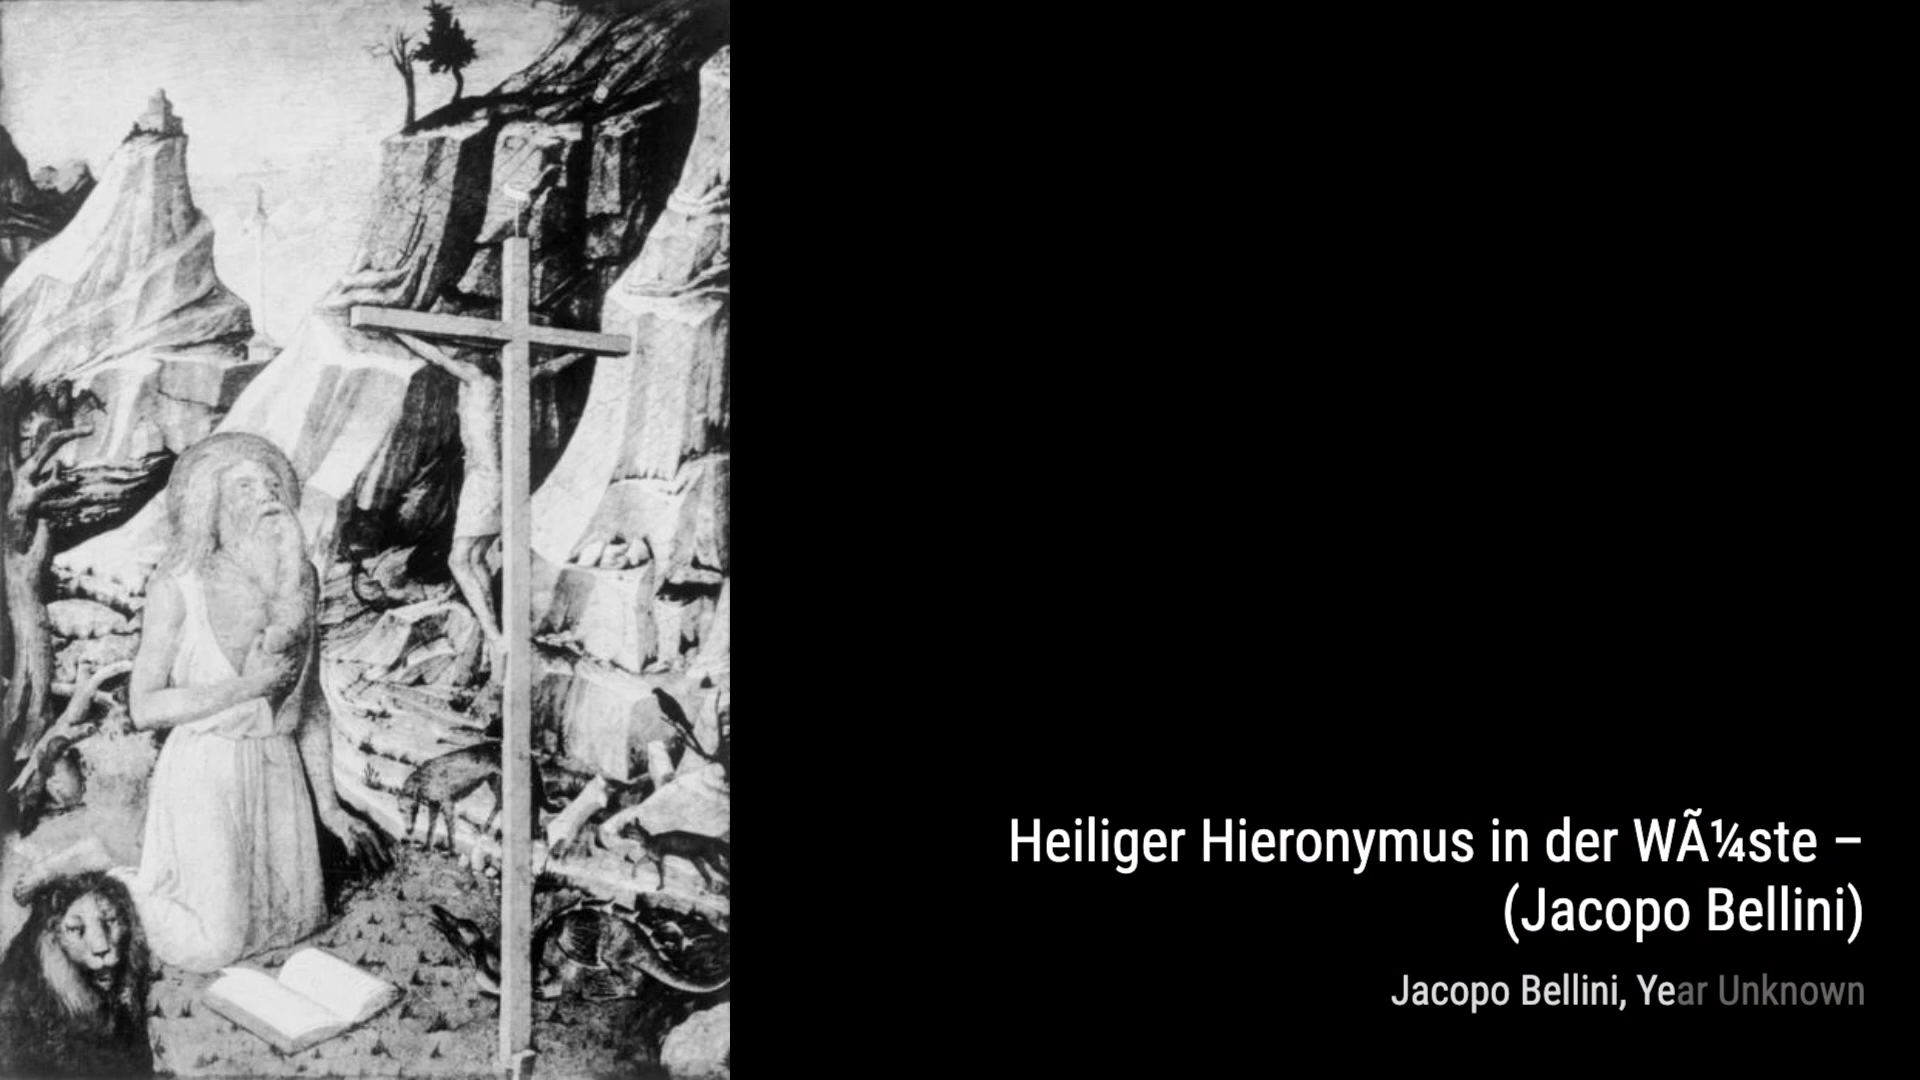 Heiliger Hieronymus in der WÃ¼ste –
(Jacopo Bellini)
Jacopo Bellini, Year Unknown